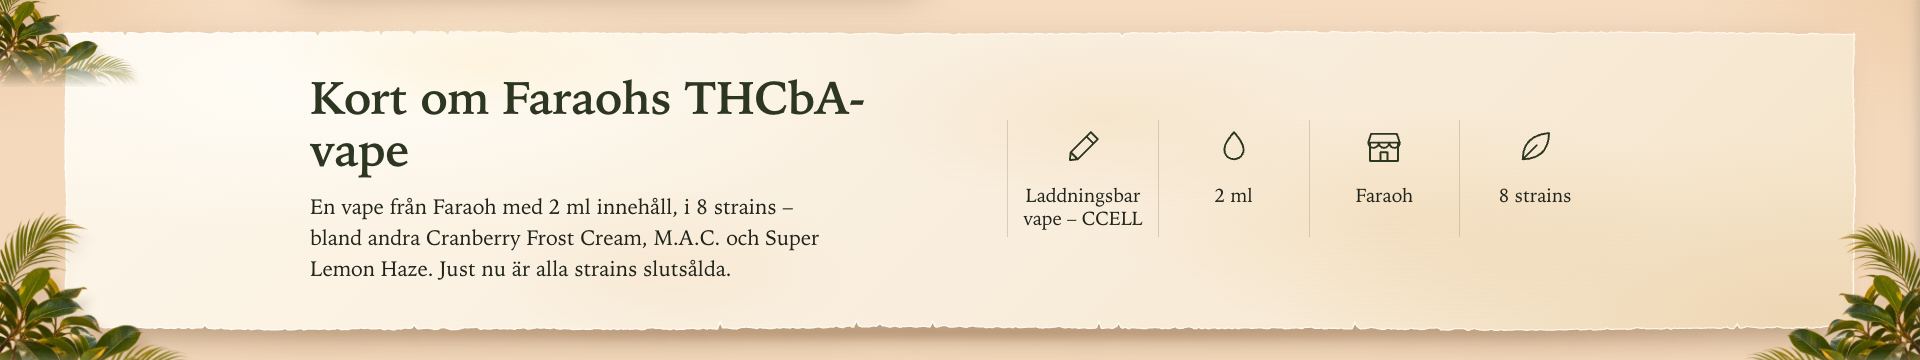 Kort om Faraohs THCbA-
vape
En vape från Faraoh med 2 ml innehåll, i 8 strains –
bland andra Cranberry Frost Cream, M.A.C. och Super
Lemon Haze. Just nu är alla strains slutsålda.
Laddningsbar
vape – CCELL
2 ml
Faraoh
8 strains